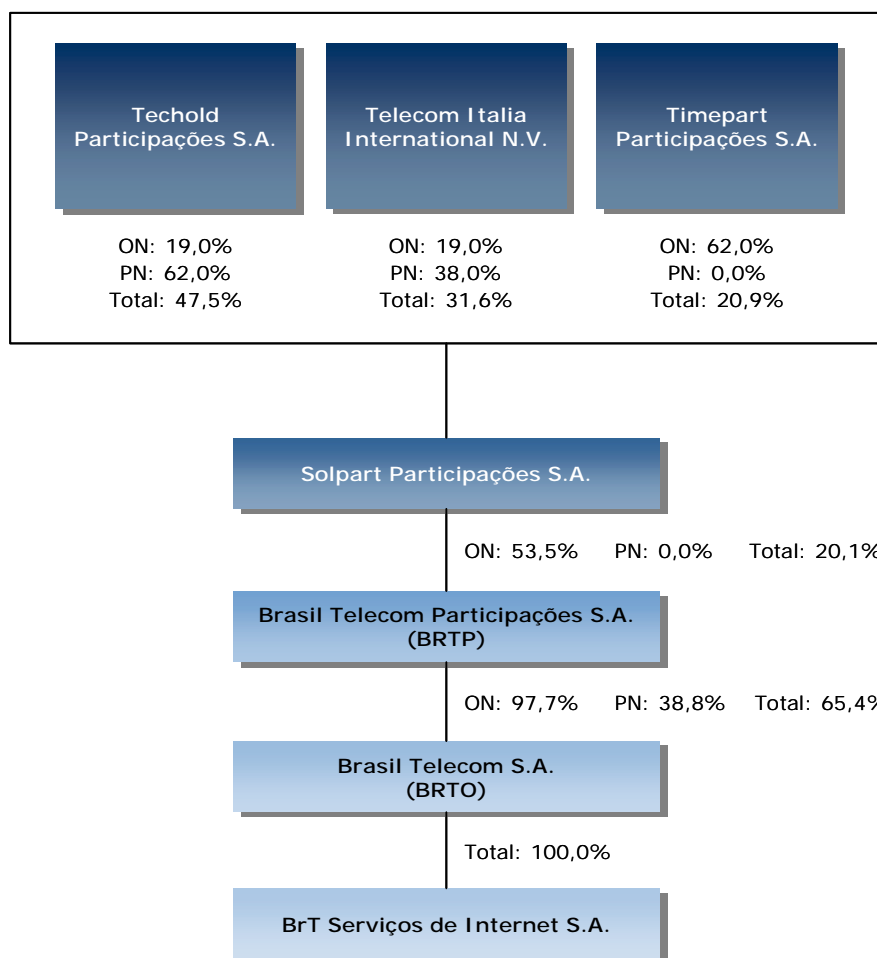 Techold
Participações S.A.
Telecom Italia
International N.V.
Timepart
Participações S.A.
ON: 19,0%
PN: 62,0%
Total: 47,5%
ON: 19,0%
PN: 38,0%
Total: 31,6%
ON: 62,0%
PN: 0,0%
Total: 20,9%
Solpart Participações S.A.
ON: 53,5% PN: 0,0% Total: 20,1%
Brasil Telecom Participações S.A.
(BRTP)
ON: 97,7% PN: 38,8% Total: 65,4%
Brasil Telecom S.A.
(BRTO)
Total: 100,0%
BrT Serviços de Internet S.A.